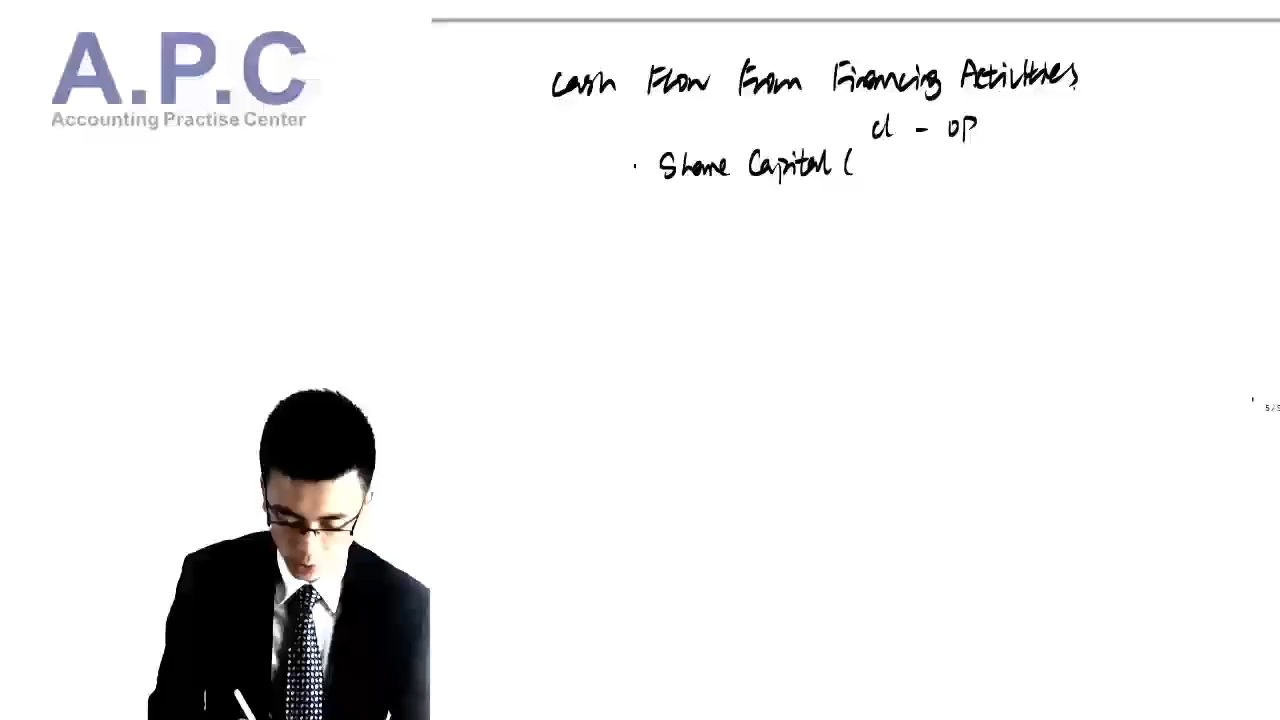 A.P.C
Accounting Practise Center
Cash Flow From Financing Activities
cl - op
· Share Capital (